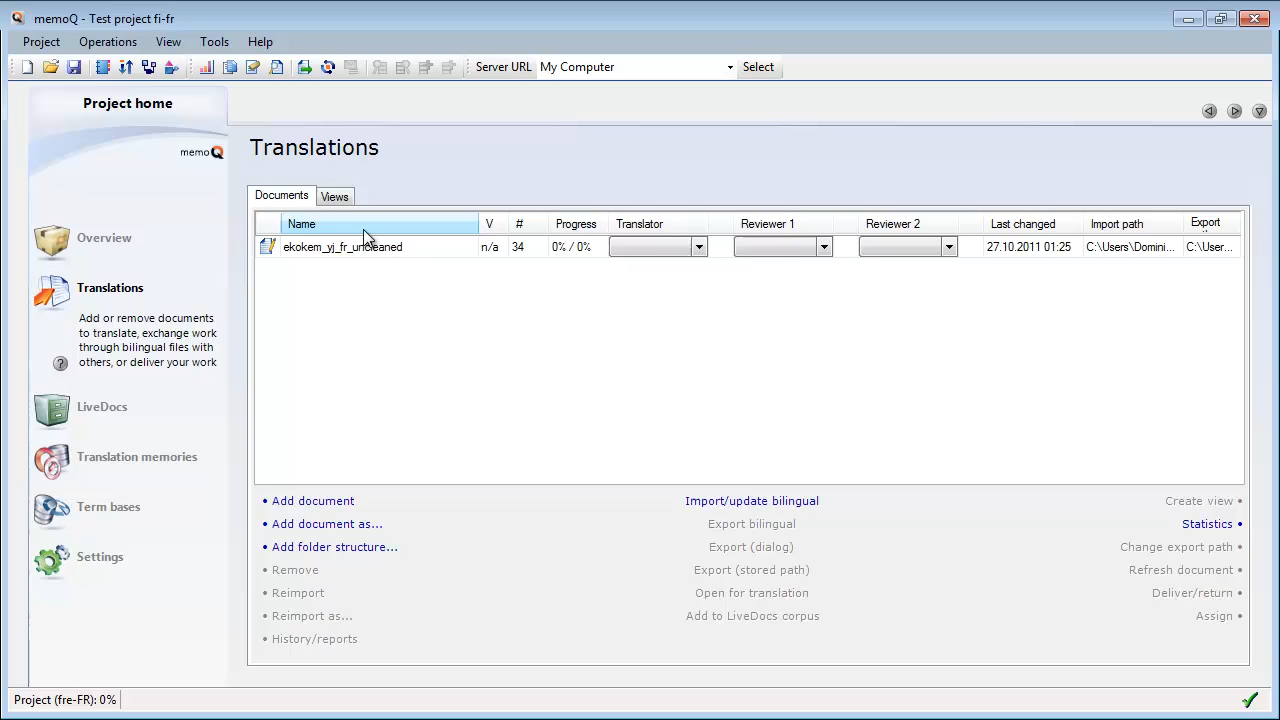 memoQ - Test project fi-fr
Project Operations View Tools Help
Server URL My Computer Select
Project home
memoQ
Translations
Documents Views
Name V # Progress Translator Reviewer 1 Reviewer 2 Last changed Import path Export
n/a 34 0% / 0% 27.10.2011 01:25 C:\Users\Domini... C:\User...
Overview
Translations
Add or remove documents
to translate, exchange work
through bilingual files with
others, or deliver your work
LiveDocs
Translation memories
Term bases
Settings
Add document Import/update bilingual Create view
Add document as... Export bilingual Statistics
Add folder structure... Export (dialog) Change export path
Remove Export (stored path) Refresh document
Reimport Open for translation Deliver/return
Reimport as... Add to LiveDocs corpus Assign
History/reports
Project (fre-FR): 0%